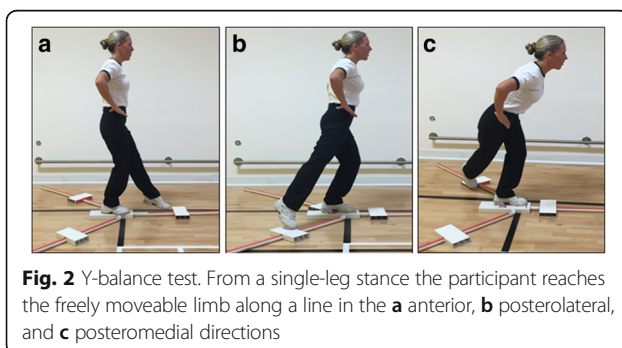 a b c
Fig. 2 Y-balance test. From a single-leg stance the participant reaches
the freely moveable limb along a line in the a anterior, b posterolateral,
and c posteromedial directions